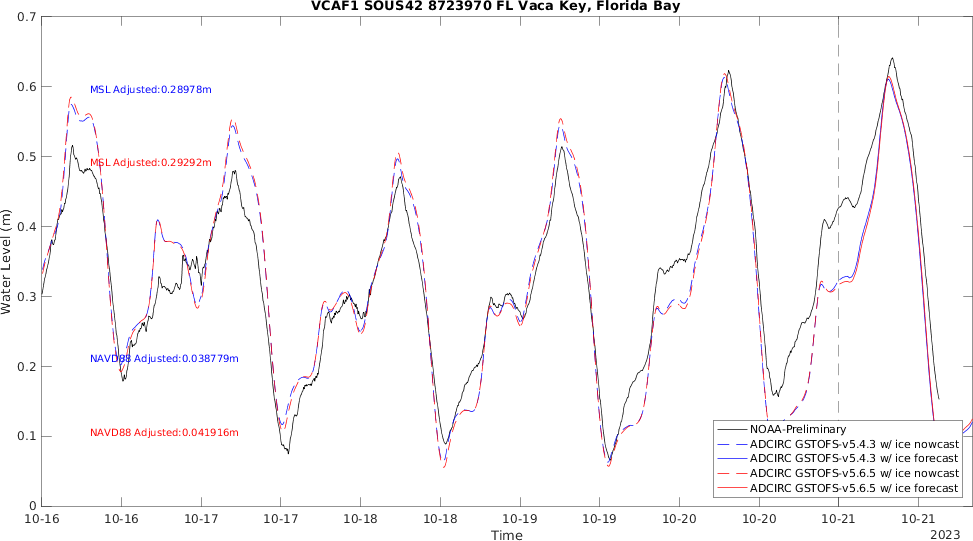 VCAF1 SOUS42 8723970 FL Vaca Key, Florida Bay
0.7
0.6
0.5
0.4
0.3
0.2
0.1
0
Water Level (m)
MSL Adjusted:0.28978m
MSL Adjusted:0.29292m
NAVD88 Adjusted:0.038779m
NAVD88 Adjusted:0.041916m
NOAA-Preliminary
ADCIRC GSTOFS-v5.4.3 w/ ice nowcast
ADCIRC GSTOFS-v5.4.3 w/ ice forecast
ADCIRC GSTOFS-v5.6.5 w/ ice nowcast
ADCIRC GSTOFS-v5.6.5 w/ ice forecast
10-16 10-16 10-17 10-17 10-18 10-18 10-19 10-19 10-20 10-20 10-21 10-21
Time
2023